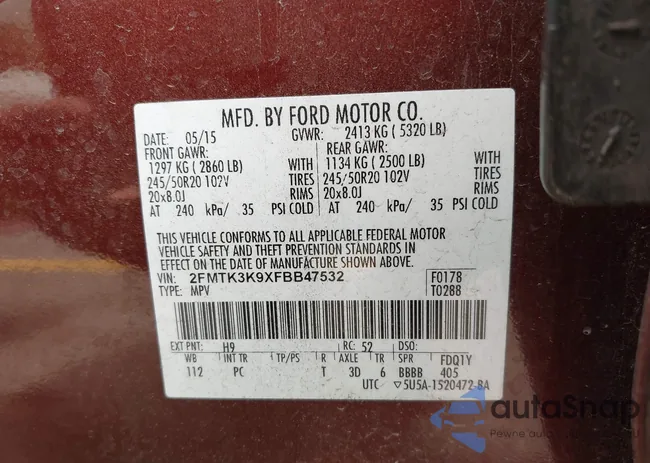 MFD. BY FORD MOTOR CO.
DATE: 05/15 GVWR: 2413 KG ( 5320 LB)
FRONT GAWR: REAR GAWR:
1297 KG ( 2860 LB) WITH 1134 KG ( 2500 LB) WITH
245/50R20 102V TIRES 245/50R20 102V TIRES
20x8.0J RIMS 20x8.0J RIMS
AT 240 kPa/ 35 PSI COLD AT 240 kPa/ 35 PSI COLD
THIS VEHICLE CONFORMS TO ALL APPLICABLE FEDERAL MOTOR
VEHICLE SAFETY AND THEFT PREVENTION STANDARDS IN
EFFECT ON THE DATE OF MANUFACTURE SHOWN ABOVE.
VIN: 2FMTK3K9XFBB47532 F0178
TYPE: MPV T0288
EXT PNT: H9 RC: 52 DSO:
WB INT TR TP/PS R AXLE TR SPR FDQTY
112 PC T 3D 6 BBBB 405
UTC ▽5U5A-1520472-BA
autoSnap
Pewne auto